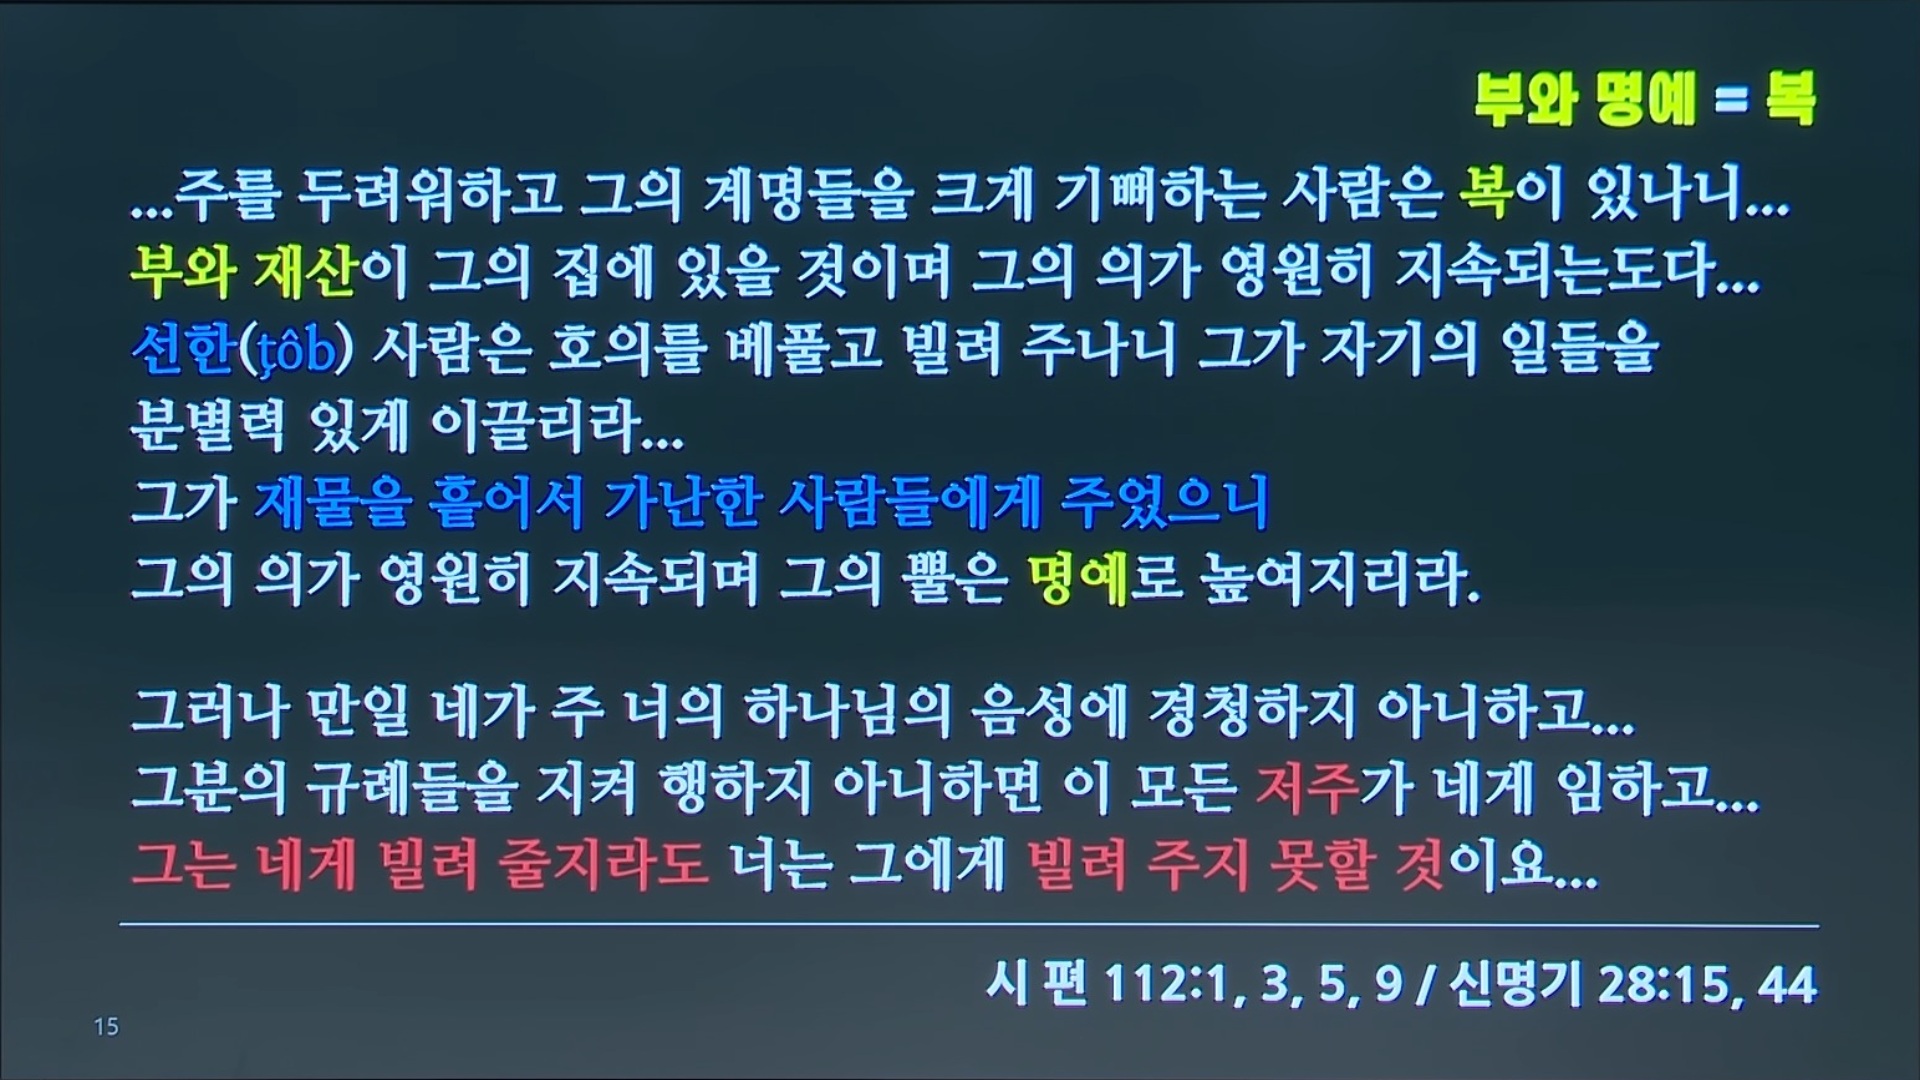 부와 명예 = 복
...주를 두려워하고 그의 계명들을 크게 기뻐하는 사람은 복이 있나니...
부와 재산이 그의 집에 있을 것이며 그의 의가 영원히 지속되는도다...
선한(ţôb) 사람은 호의를 베풀고 빌려 주나니 그가 자기의 일들을
분별력 있게 이끌리라...
그가 재물을 흩어서 가난한 사람들에게 주었으니
그의 의가 영원히 지속되며 그의 뿔은 명예로 높여지리라.
그러나 만일 네가 주 너의 하나님의 음성에 경청하지 아니하고...
그분의 규례들을 지켜 행하지 아니하면 이 모든 저주가 네게 임하고...
그는 네게 빌려 줄지라도 너는 그에게 빌려 주지 못할 것이요...
시 편 112:1, 3, 5, 9 / 신명기 28:15, 44
15